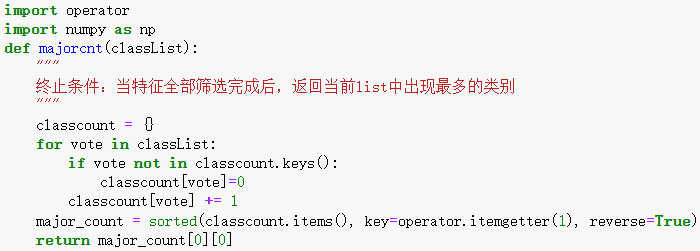 import operator
import numpy as np
def majorcnt(classList):
    """
    终止条件：当特征全部筛选完成后，返回当前list中出现最多的类别
    """
    classcount = {}
    for vote in classList:
        if vote not in classcount.keys():
            classcount[vote]=0
        classcount[vote] += 1
    major_count = sorted(classcount.items(), key=operator.itemgetter(1), reverse=True)
    return major_count[0][0]